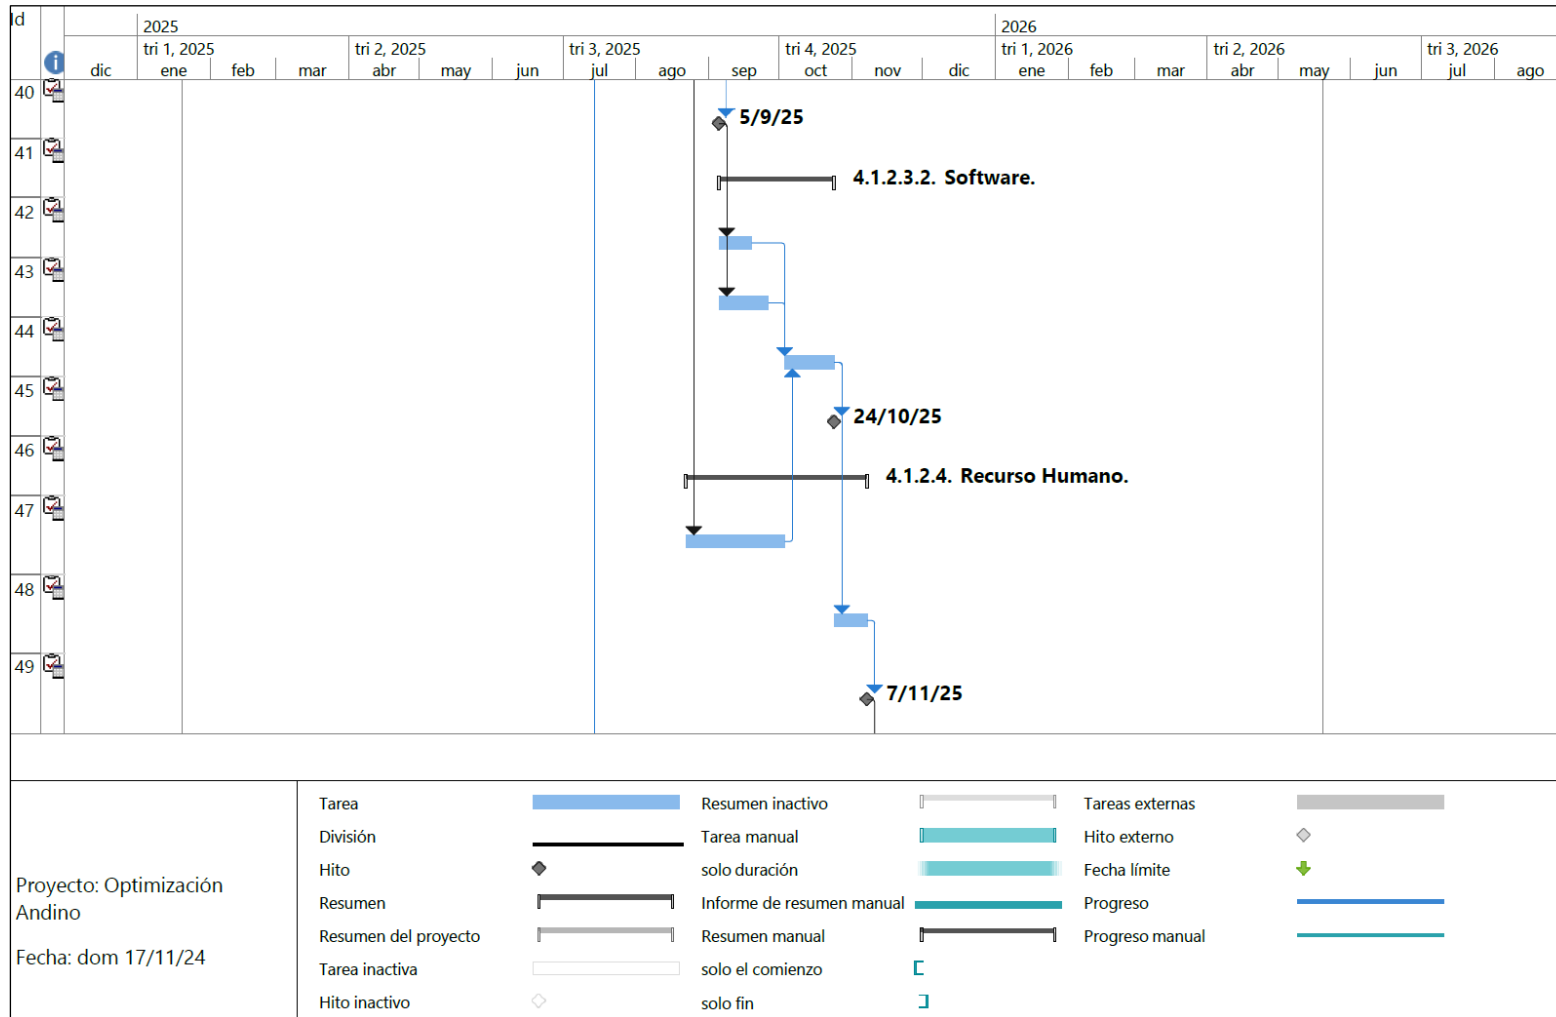 Id
2025
2026
tri 1, 2025
tri 2, 2025
tri 3, 2025
tri 4, 2025
tri 1, 2026
tri 2, 2026
tri 3, 2026
dic ene feb mar abr may jun jul ago sep oct nov dic ene feb mar abr may jun jul ago
40
5/9/25
41
4.1.2.3.2. Software.
42
43
44
45
24/10/25
46
4.1.2.4. Recurso Humano.
47
48
49
7/11/25
Proyecto: Optimización
Andino
Fecha: dom 17/11/24
Tarea
División
Hito
Resumen
Resumen del proyecto
Tarea inactiva
Hito inactivo
Resumen inactivo
Tarea manual
solo duración
Informe de resumen manual
Resumen manual
solo el comienzo
solo fin
Tareas externas
Hito externo
Fecha límite
Progreso
Progreso manual